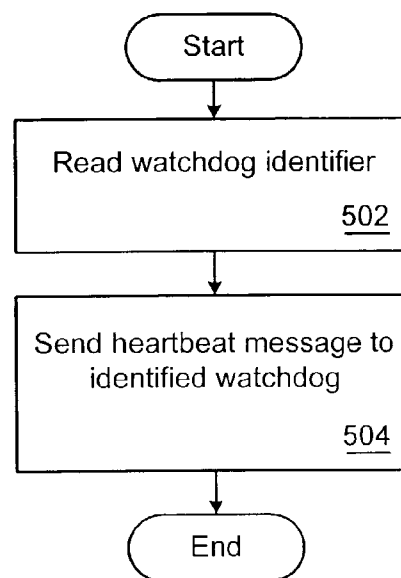 Start
Read watchdog identifier
502
Send heartbeat message to
identified watchdog
504
End